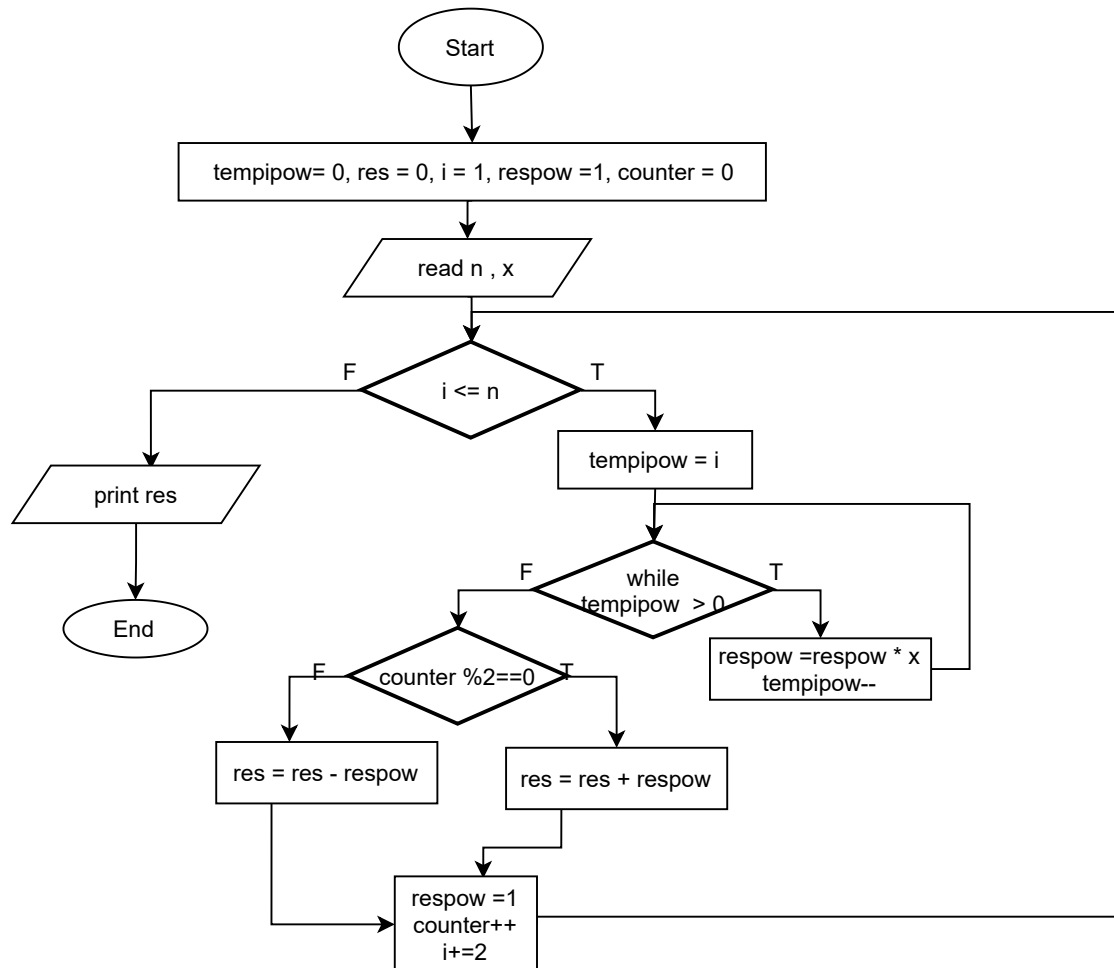 Start
tempipow= 0, res = 0, i = 1, respow =1, counter = 0
read n , x
i <= n
F
T
tempipow = i
print res
while
tempipow  > 0
F
T
End
respow =respow * x
tempipow--
counter %2==0
F
T
res = res - respow
res = res + respow
respow =1
counter++
i+=2